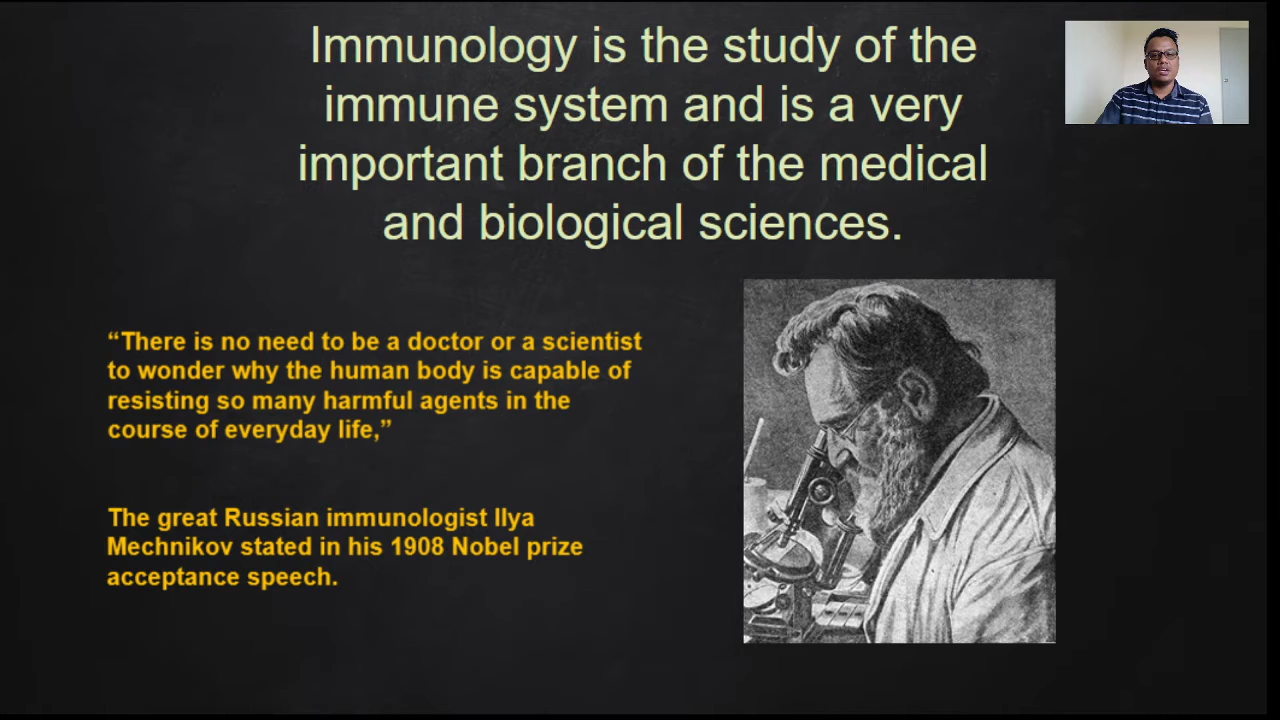 Immunology is the study of the
immune system and is a very
important branch of the medical
and biological sciences.
“There is no need to be a doctor or a scientist
to wonder why the human body is capable of
resisting so many harmful agents in the
course of everyday life,”
The great Russian immunologist Ilya
Mechnikov stated in his 1908 Nobel prize
acceptance speech.